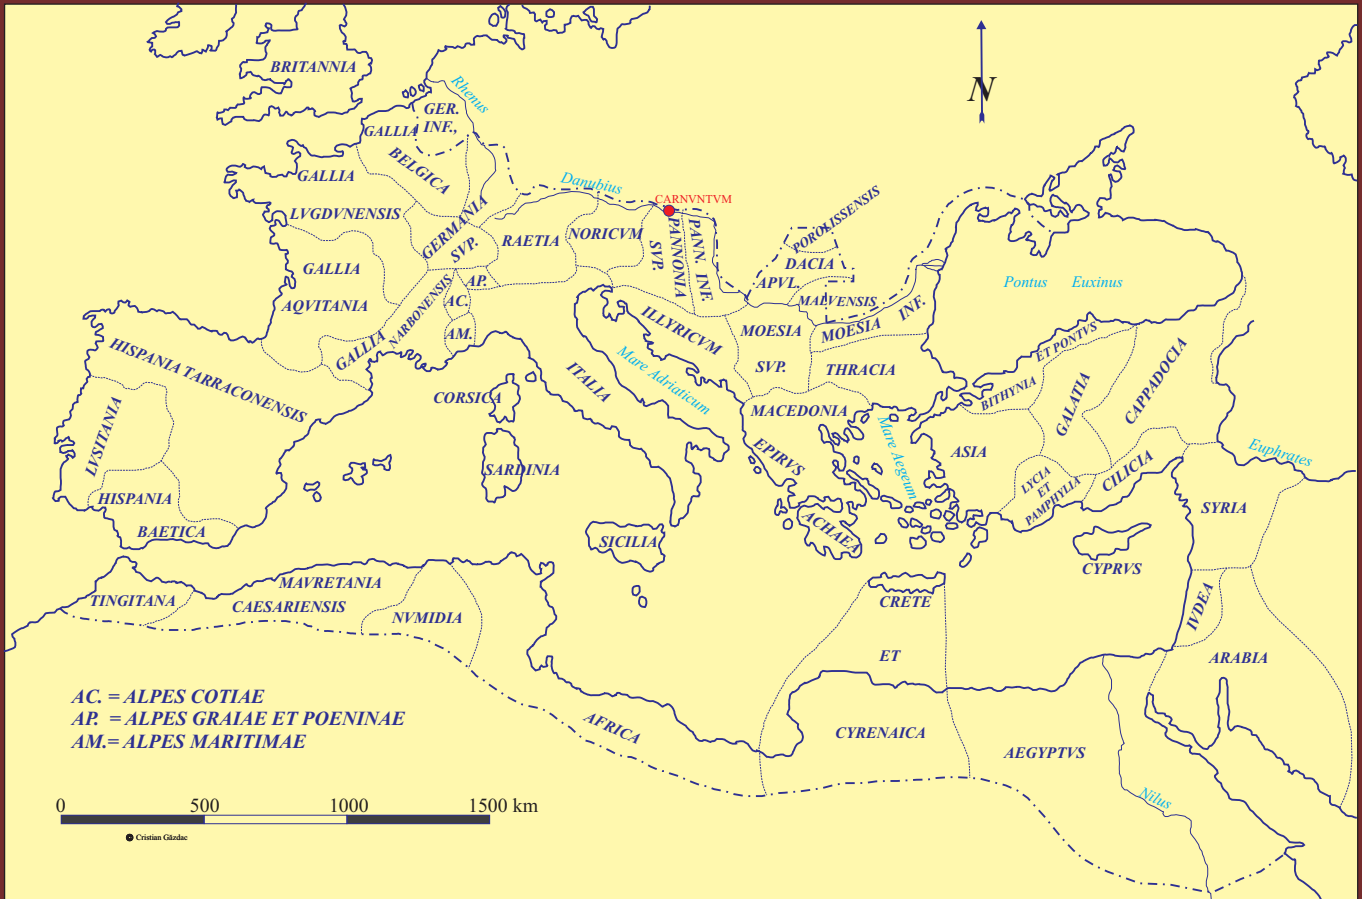 BRITANNIA
Rhenus
GER.
INF.,
GALLIA
BELGICA
GALLIA
LVGDVNENSIS
GERMANIA
SVP.
Danubius
CARNVNTVM
N
RAETIA
NORICVM
SVP.
PANNONIA
PANN. INF.
POROLISSENSIS
DACIA
APVL.
MALVENSIS
Pontus Euxinus
GALLIA
AQVITANIA
GALLIA
NARBONENSIS
AP.
AC.
AM.
ILLYRICVM
MOESIA
SVP.
MOESIA
INF.
THRACIA
HISPANIA TARRACONENSIS
LVSITANIA
HISPANIA
BAETICA
CORSICA
SARDINIA
ITALIA
Mare Adriaticum
MACEDONIA
EPIRVS
Mare Aegeum
ACHAEA
SICILIA
ET PONTVS
BITHYNIA
GALATIA
CAPPADOCIA
ASIA
LYCIA
ET
PAMPHYLIA
CILICIA
Euphrates
SYRIA
CYPRVS
IVDEA
ARABIA
TINGITANA
MAVRETANIA
CAESARIENSIS
NVMIDIA
CRETE
ET
CYRENAICA
AFRICA
AEGYPTVS
Nilus
AC. = ALPES COTIAE
AP. = ALPES GRAIAE ET POENINAE
AM.= ALPES MARITIMAE
0 500 1000 1500 km
Cristian Găzdac